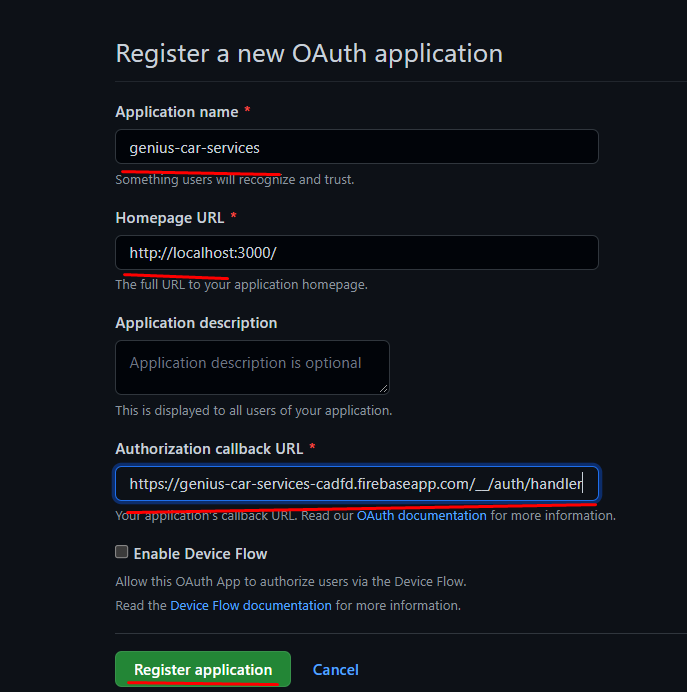 Register a new OAuth application
Application name *
genius-car-services
Something users will recognize and trust.
Homepage URL *
http://localhost:3000/
The full URL to your application homepage.
Application description
Application description is optional
This is displayed to all users of your application.
Authorization callback URL *
https://genius-car-services-cadfd.firebaseapp.com/__/auth/handler
Your application's callback URL. Read our OAuth documentation for more information.
Enable Device Flow
Allow this OAuth App to authorize users via the Device Flow.
Read the Device Flow documentation for more information.
Register application Cancel